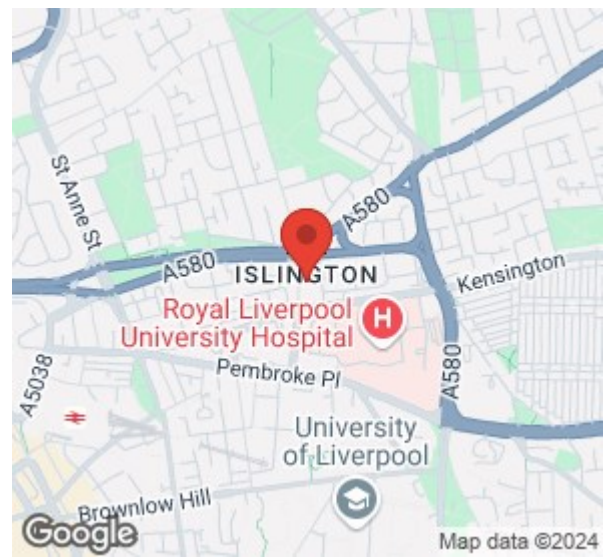 St Anne St
A580
A580
ISLINGTON
Kensington
Royal Liverpool
University Hospital
H
A5038
Pembroke Pl
A580
University
of Liverpool
Brownlow Hill
Google
Map data ©2024